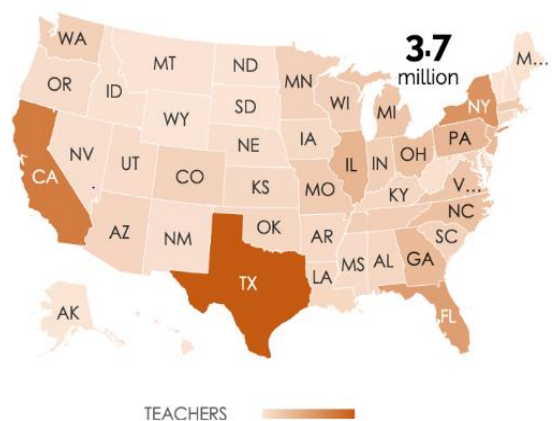 3.7
million
WA
MT
ND
MN
M...
OR
ID
SD
WI
MI
NY
WY
IA
PA
NE
NV
UT
IL
IN
OH
CA
CO
KS
MO
KY
V...
NC
AZ
NM
OK
AR
SC
TX
LA
MS
AL
GA
AK
FL
TEACHERS